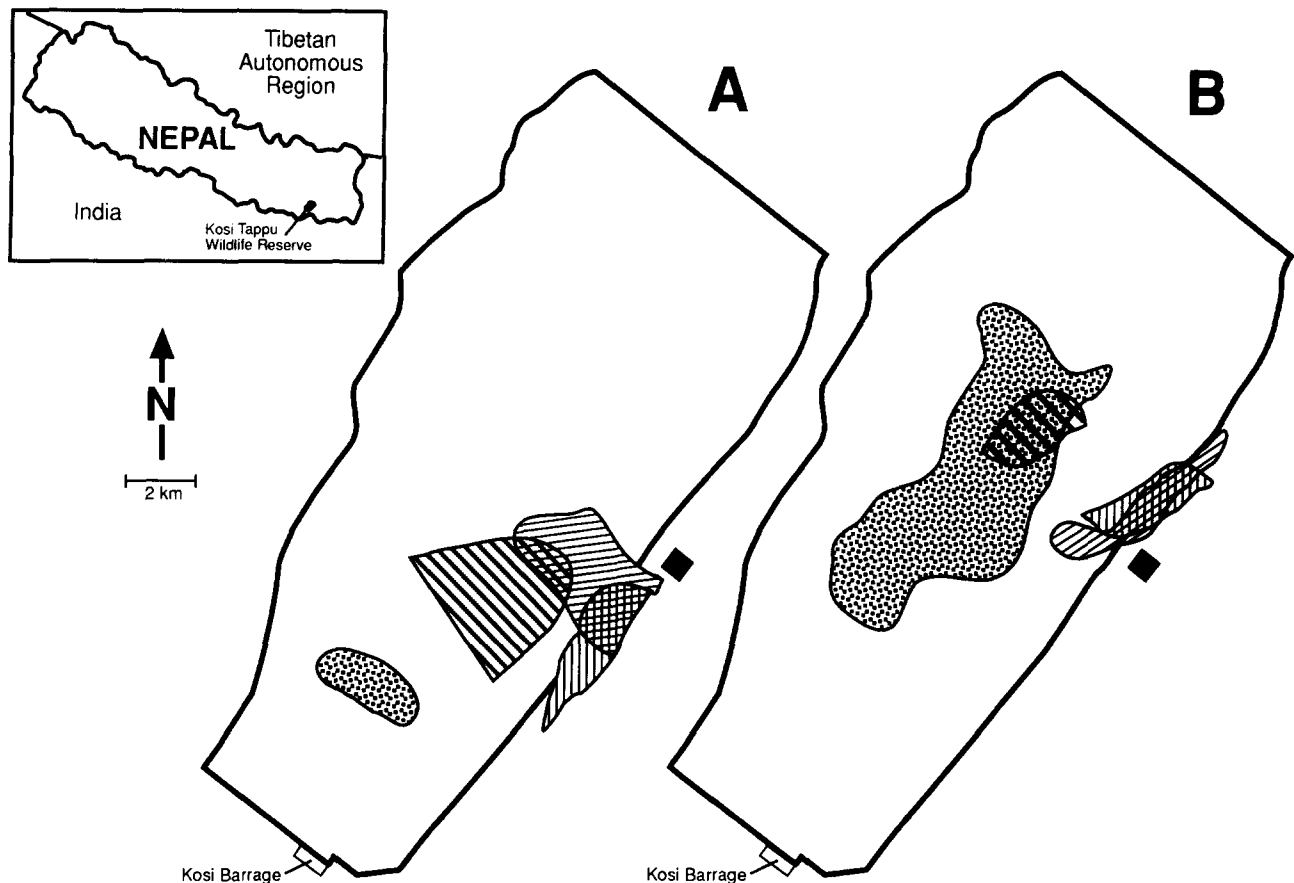 Tibetan
Autonomous
Region
NEPAL
India
Kosi Tappu
Wildlife Reserve
A
B
N
2 km
Kosi Barrage
Kosi Barrage